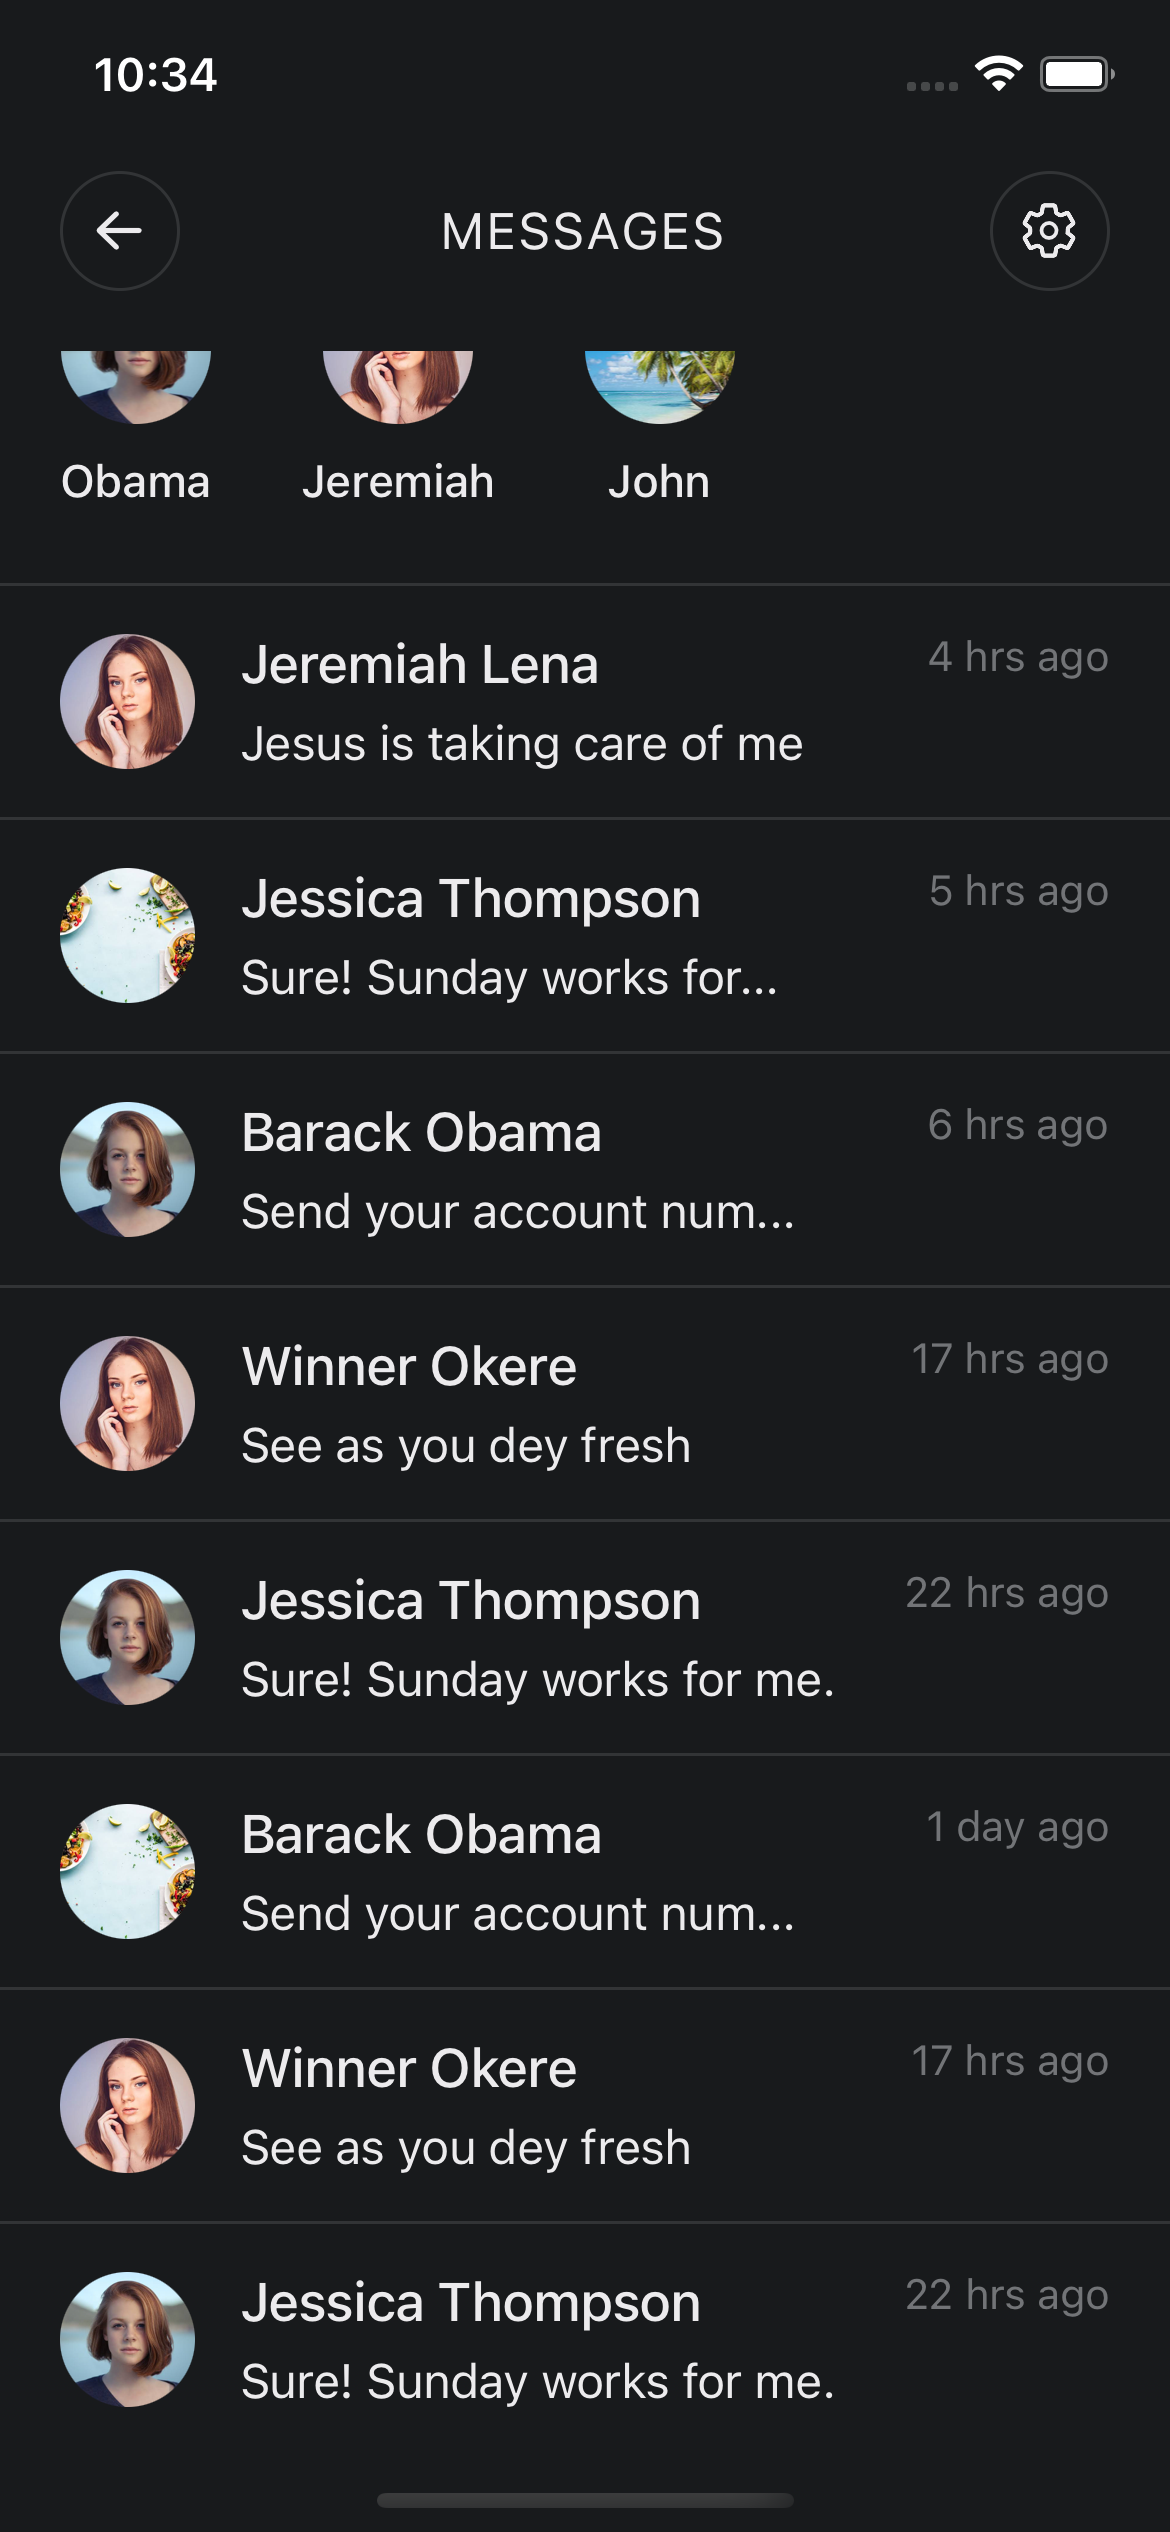 10:34
MESSAGES
Obama Jeremiah John
Jeremiah Lena 4 hrs ago
Jesus is taking care of me
Jessica Thompson 5 hrs ago
Sure! Sunday works for...
Barack Obama 6 hrs ago
Send your account num...
Winner Okere 17 hrs ago
See as you dey fresh
Jessica Thompson 22 hrs ago
Sure! Sunday works for me.
Barack Obama 1 day ago
Send your account num...
Winner Okere 17 hrs ago
See as you dey fresh
Jessica Thompson 22 hrs ago
Sure! Sunday works for me.